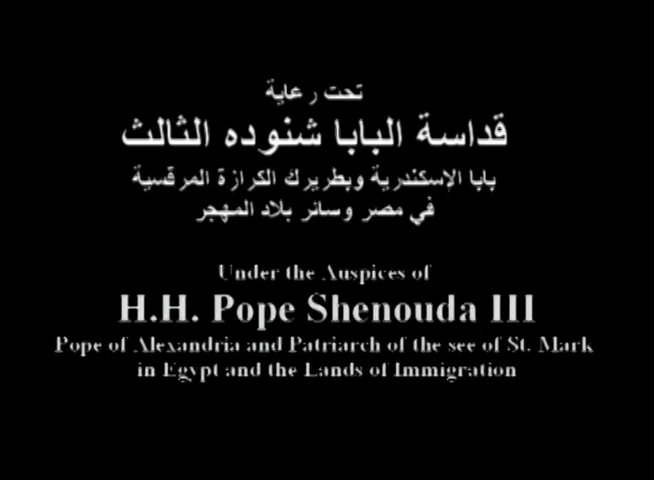 تحت رعاية
قداسة البابا شنوده الثالث
بابا الإسكندرية وبطريرك الكرازة المرقسية
في مصر وسائر بلاد المهجر
Under the Auspices of
H.H. Pope Shenouda III
Pope of Alexandria and Patriarch of the see of St. Mark
in Egypt and the Lands of Immigration